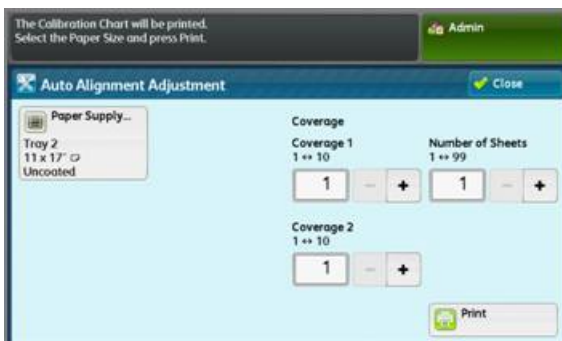 The Calibration Chart will be printed.
Select the Paper Size and press Print.
Admin
Auto Alignment Adjustment
Close
Paper Supply...
Tray 2
11 x 17"
Uncoated
Coverage
Coverage 1
1 ↔ 10
1 − +
Number of Sheets
1 ↔ 99
1 − +
Coverage 2
1 ↔ 10
1 − +
Print